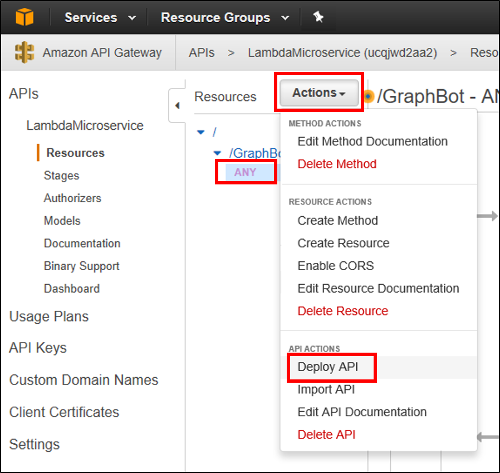 Services
Resource Groups
Amazon API Gateway
APIs > LambdaMicroservice (ucqjwd2aa2) > Reso
APIs
LambdaMicroservice
Resources
Stages
Authorizers
Models
Documentation
Binary Support
Dashboard
Usage Plans
API Keys
Custom Domain Names
Client Certificates
Settings
Resources
Actions
/GraphBot - AN
/
/GraphBo
ANY
METHOD ACTIONS
Edit Method Documentation
Delete Method
RESOURCE ACTIONS
Create Method
Create Resource
Enable CORS
Edit Resource Documentation
Delete Resource
API ACTIONS
Deploy API
Import API
Edit API Documentation
Delete API